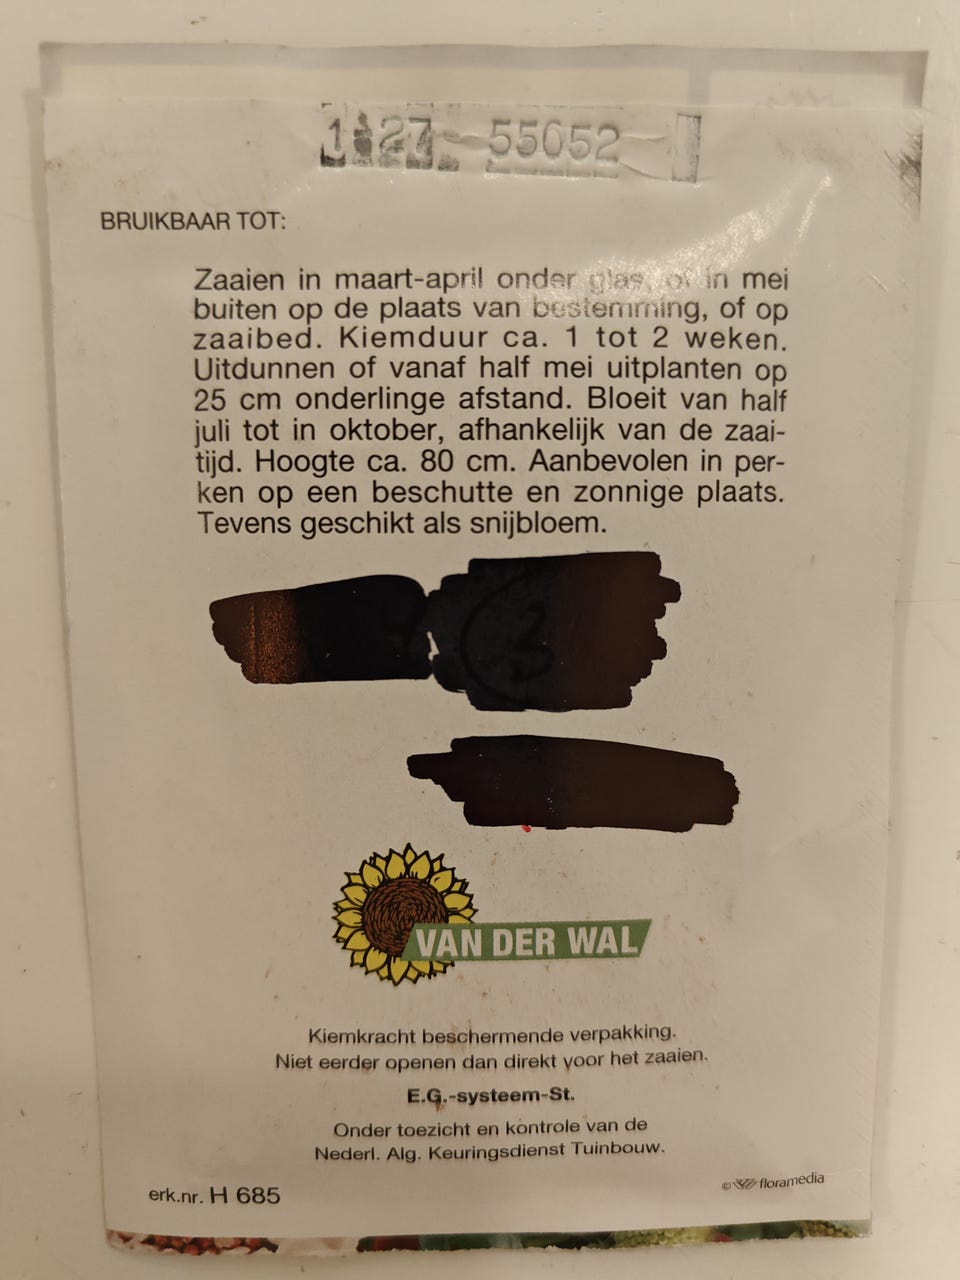 55052
BRUIKBAAR TOT:
Zaaien in maart-april onder glas, of in mei
buiten op de plaats van bestemming, of op
zaaibed. Kiemduur ca. 1 tot 2 weken.
Uitdunnen of vanaf half mei uitplanten op
25 cm onderlinge afstand. Bloeit van half
juli tot in oktober, afhankelijk van de zaai-
tijd. Hoogte ca. 80 cm. Aanbevolen in per-
ken op een beschutte en zonnige plaats.
Tevens geschikt als snijbloem.
VAN DER WAL
Kiemkracht beschermende verpakking.
Niet eerder openen dan direkt voor het zaaien.
E.G.-systeem-St.
Onder toezicht en kontrole van de
Nederl. Alg. Keuringsdienst Tuinbouw.
erk.nr. H 685
© floramedia